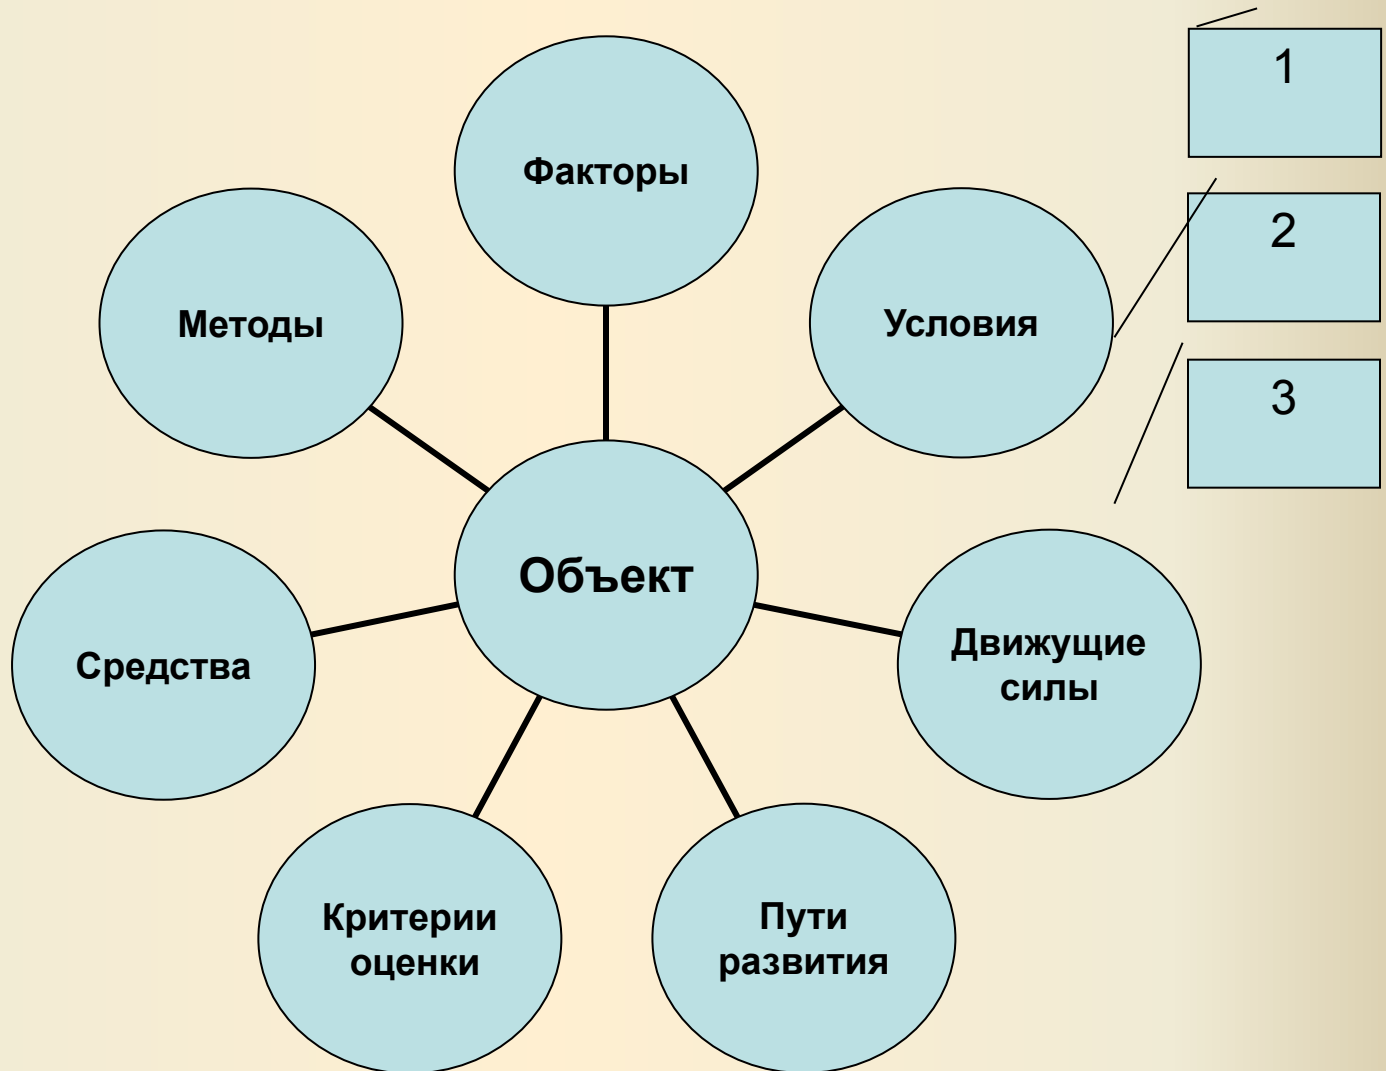 1
Факторы
2
Методы
Условия
3
Объект
Движущие
силы
Средства
Критерии
оценки
Пути
развития